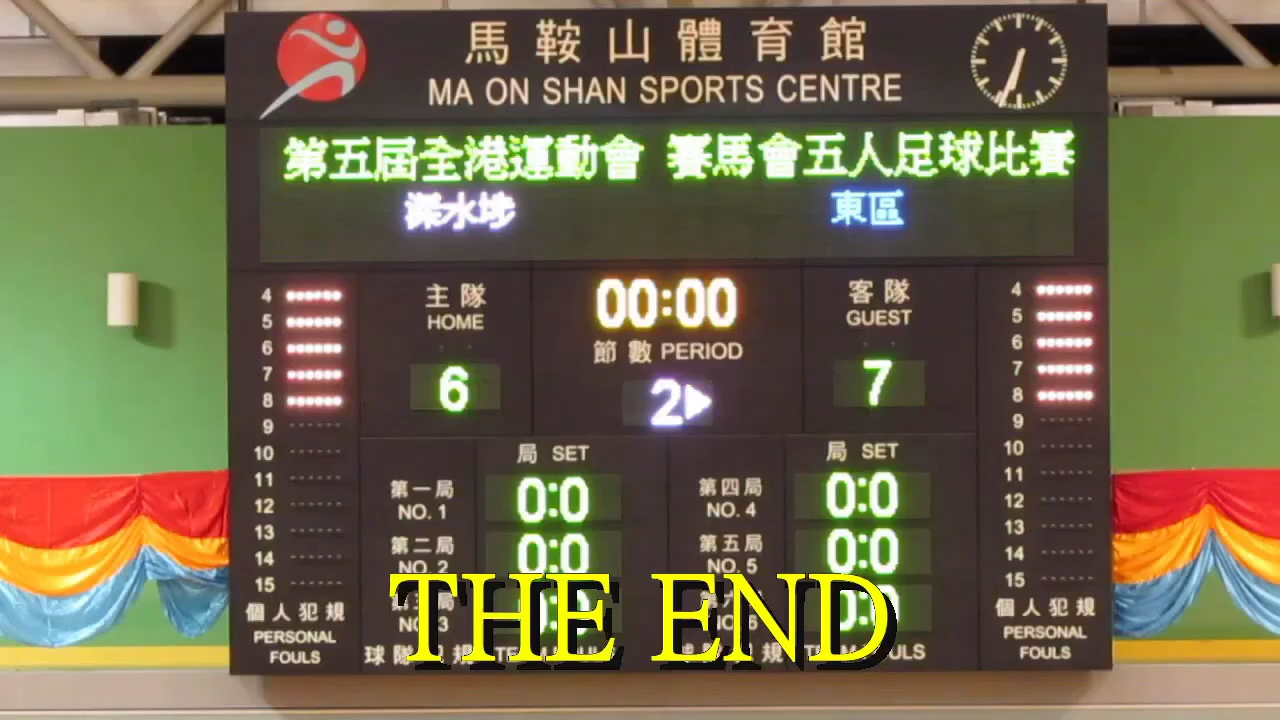 馬鞍山體育館
MA ON SHAN SPORTS CENTRE
第五屆全港運動會 賽馬會五人足球比賽
深水埗 東區
主隊
HOME
6
00:00
節數 PERIOD
2
客隊
GUEST
7
4
5
6
7
8
9
10
11
12
13
14
15
個人犯規
PERSONAL
FOULS
局 SET
第一局
NO. 1
0:0
第二局
NO. 2
0:0
NO. 3
局 SET
第四局
NO. 4
0:0
第五局
NO. 5
0:0
0:0
4
5
6
7
8
9
10
11
12
13
14
15
個人犯規
PERSONAL
FOULS
THE END